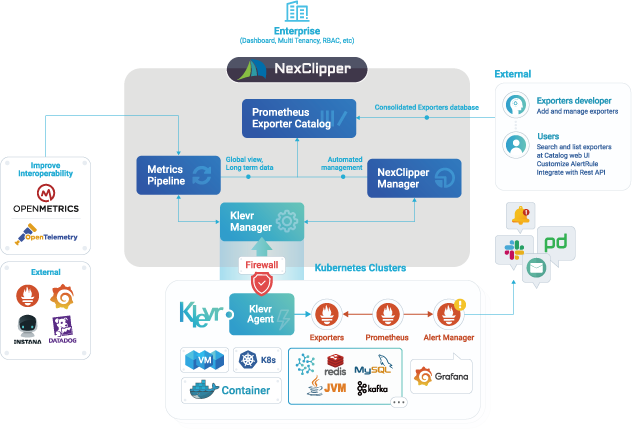 Enterprise
(Dashboard, Multi Tenancy, RBAC, etc)
NexClipper
External
Prometheus
Exporter Catalog
Consolidated Exporters database
Exporters developer
Add and manage exporters
Users
Search and list exporters
at Catalog web UI
Customize AlertRule
Integrate with Rest API
Improve
Interoperability
OPENMETRICS
OpenTelemetry
Metrics
Pipeline
Global view,
Long term data
Automated
management
NexClipper
Manager
Klevr
Manager
External
INSTANA
DATADOG
Firewall
Kubernetes Clusters
pd
Klevr
Klevr
Agent
Exporters
Prometheus
Alert Manager
VM
K8s
Container
redis
MySQL
JVM
kafka
Grafana